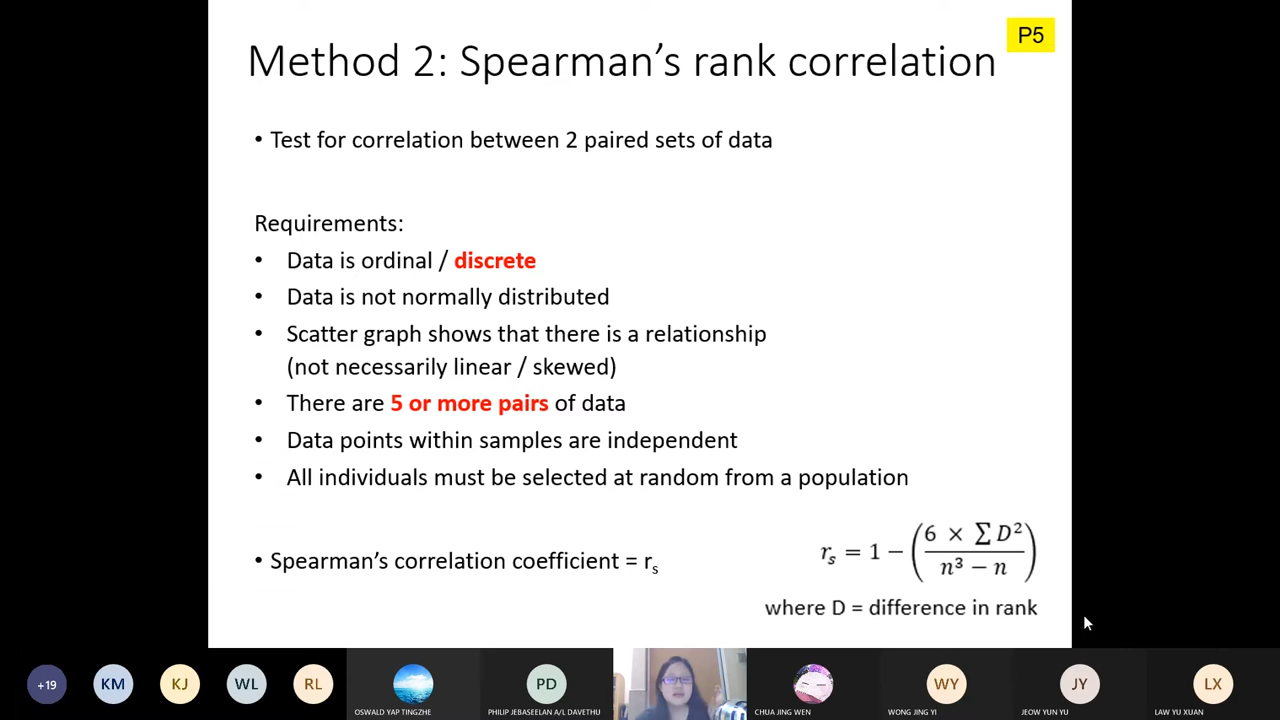 P5
Method 2: Spearman's rank correlation
• Test for correlation between 2 paired sets of data
Requirements:
• Data is ordinal / discrete
• Data is not normally distributed
• Scatter graph shows that there is a relationship
(not necessarily linear / skewed)
• There are 5 or more pairs of data
• Data points within samples are independent
• All individuals must be selected at random from a population
• Spearman's correlation coefficient = rₛ
rₛ = 1 − (6 × ∑ D² / n³ − n)
where D = difference in rank
+19 KM KJ WL RL PD WY JY LX
OSWALD YAP TINGZHE PHILIP JEBASEELAN A/L DAVETHU CHUA JING WEN WONG JING YI JEOW YUN YU LAW YU XUAN